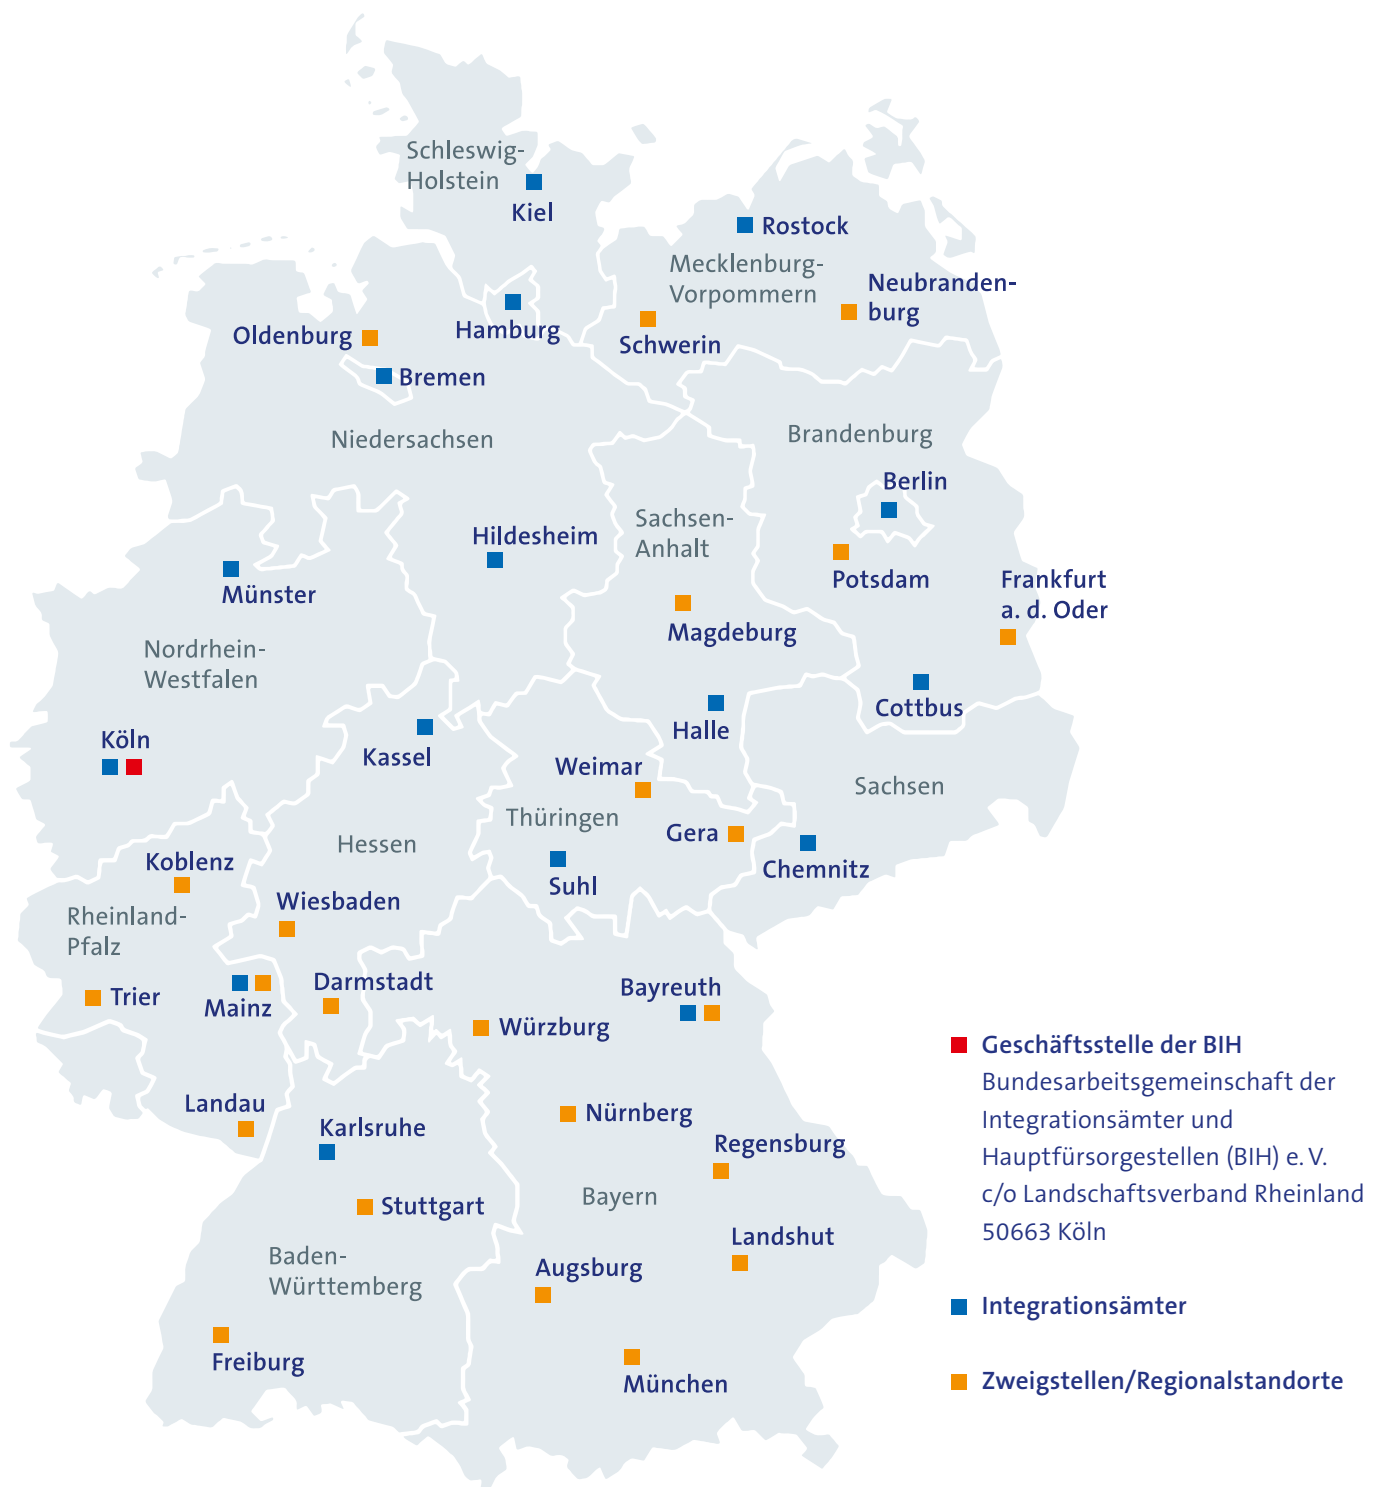 Schleswig-
Holstein
Kiel
Rostock
Mecklenburg-
Vorpommern
Neubranden-
burg
Hamburg
Oldenburg
Schwerin
Bremen
Niedersachsen
Brandenburg
Berlin
Sachsen-
Anhalt
Hildesheim
Potsdam
Frankfurt
a. d. Oder
Münster
Magdeburg
Nordrhein-
Westfalen
Cottbus
Halle
Köln
Kassel
Weimar
Sachsen
Thüringen
Gera
Hessen
Koblenz
Chemnitz
Suhl
Wiesbaden
Rheinland-
Pfalz
Darmstadt
Bayreuth
Trier
Mainz
Würzburg
Landau
Nürnberg
Karlsruhe
Regensburg
Bayern
Stuttgart
Landshut
Baden-
Württemberg
Augsburg
Freiburg
München
Geschäftsstelle der BIH
Bundesarbeitsgemeinschaft der
Integrationsämter und
Hauptfürsorgestellen (BIH) e. V.
c/o Landschaftsverband Rheinland
50663 Köln
Integrationsämter
Zweigstellen/Regionalstandorte